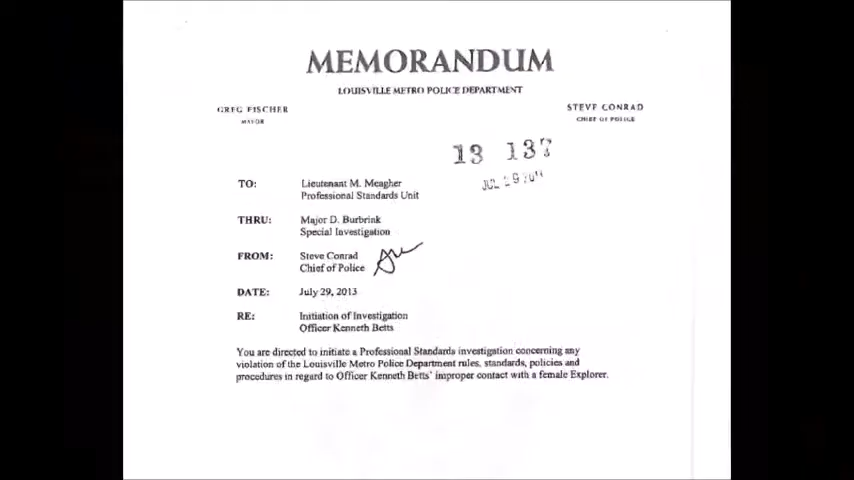 MEMORANDUM
LOUISVILLE METRO POLICE DEPARTMENT
GREG FISCHER
MAYOR
STEVE CONRAD
CHIEF OF POLICE
13 137
JUL 29
TO: Lieutenant M. Meagher
Professional Standards Unit
THRU: Major D. Burbrink
Special Investigation
FROM: Steve Conrad
Chief of Police
DATE: July 29, 2013
RE: Initiation of Investigation
Officer Kenneth Betts
You are directed to initiate a Professional Standards investigation concerning any
violation of the Louisville Metro Police Department rules, standards, policies and
procedures in regard to Officer Kenneth Betts' improper contact with a female Explorer.